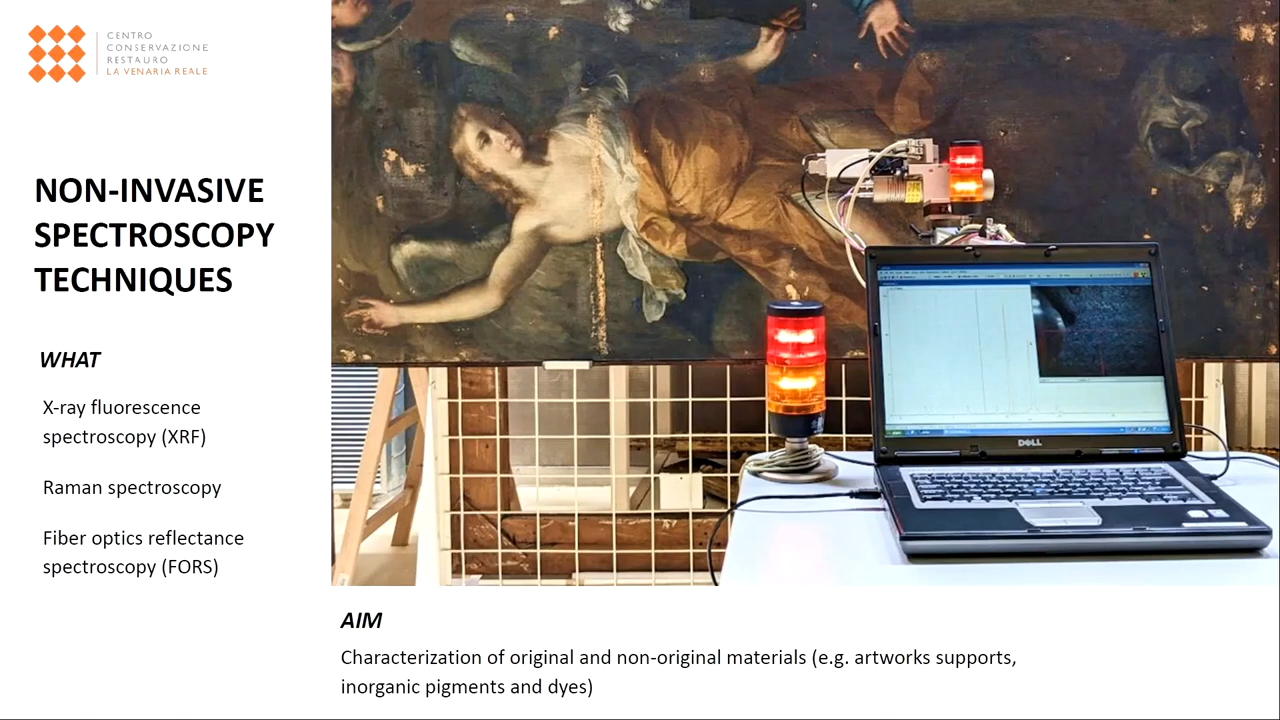 CENTRO
CONSERVAZIONE
RESTAURO
LA VENARIA REALE
NON-INVASIVE
SPECTROSCOPY
TECHNIQUES
WHAT
X-ray fluorescence
spectroscopy (XRF)
Raman spectroscopy
Fiber optics reflectance
spectroscopy (FORS)
DELL
AIM
Characterization of original and non-original materials (e.g. artworks supports,
inorganic pigments and dyes)